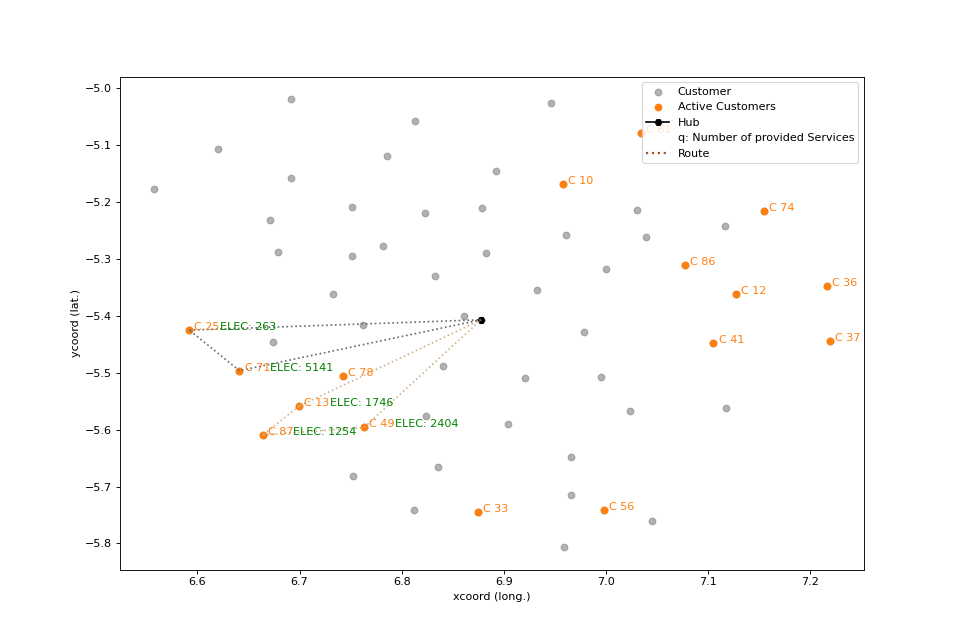 Customer
Active Customers
Hub
q: Number of provided Services
Route
C 10
C 74
C 86
C 12
C 36
C 41
C 37
C 25 ELEC: 263
C 71 ELEC: 5141
C 78
C 13 ELEC: 1746
C 49 ELEC: 2404
C 87 ELEC: 1254
C 33
C 56
−5.0
−5.1
−5.2
−5.3
−5.4
−5.5
−5.6
−5.7
−5.8
ycoord (lat.)
6.6
6.7
6.8
6.9
7.0
7.1
7.2
xcoord (long.)